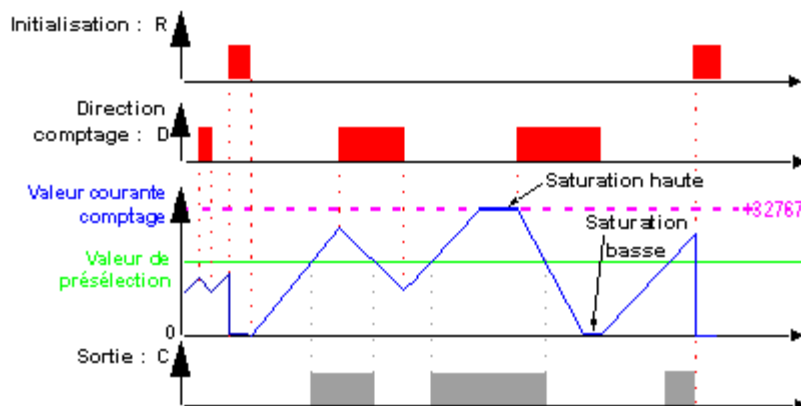 Initialisation : R
Direction
comptage : D
Valeur courante
comptage
Saturation haute
+32767
Saturation
basse
Valeur de
présélection
0
Sortie : C